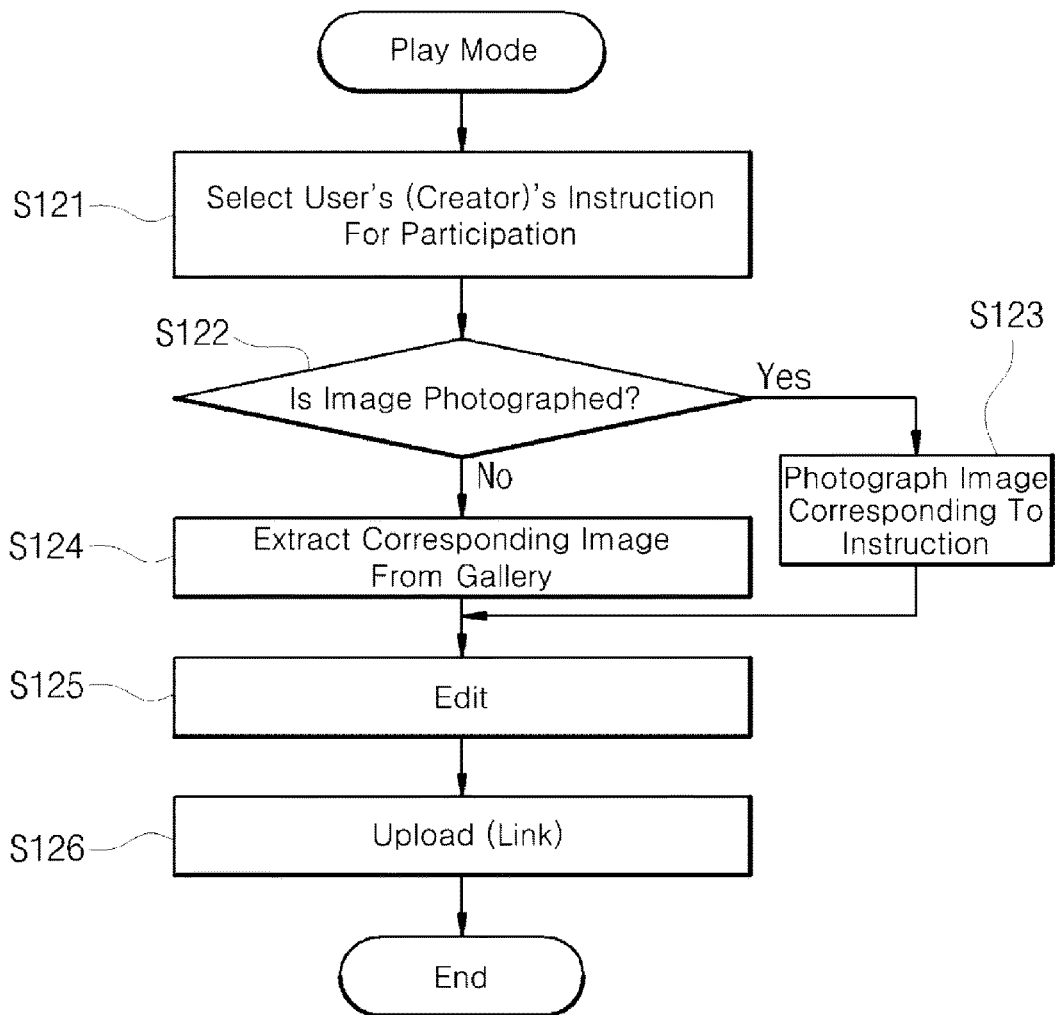 Play Mode
S121
Select User's (Creator)'s Instruction
For Participation
S122
Is Image Photographed?
Yes
S123
No
Photograph Image
Corresponding To
Instruction
S124
Extract Corresponding Image
From Gallery
S125
Edit
S126
Upload (Link)
End